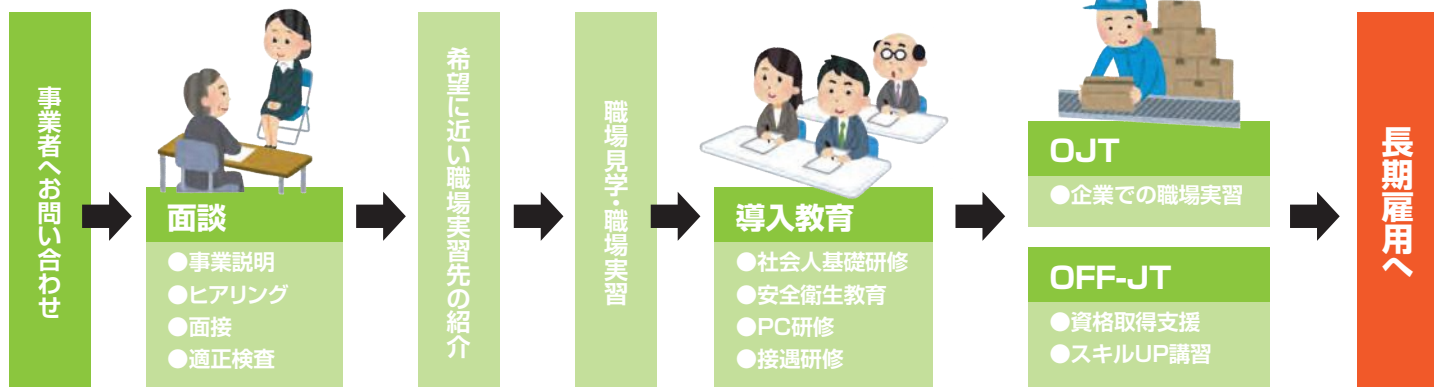 事業者へお問い合わせ
面談
●事業説明
●ヒアリング
●面接
●適正検査
希望に近い職場実習先の紹介
職場見学・職場実習
導入教育
●社会人基礎研修
●安全衛生教育
●PC研修
●接遇研修
OJT
●企業での職場実習
OFF-JT
●資格取得支援
●スキルUP講習
長期雇用へ